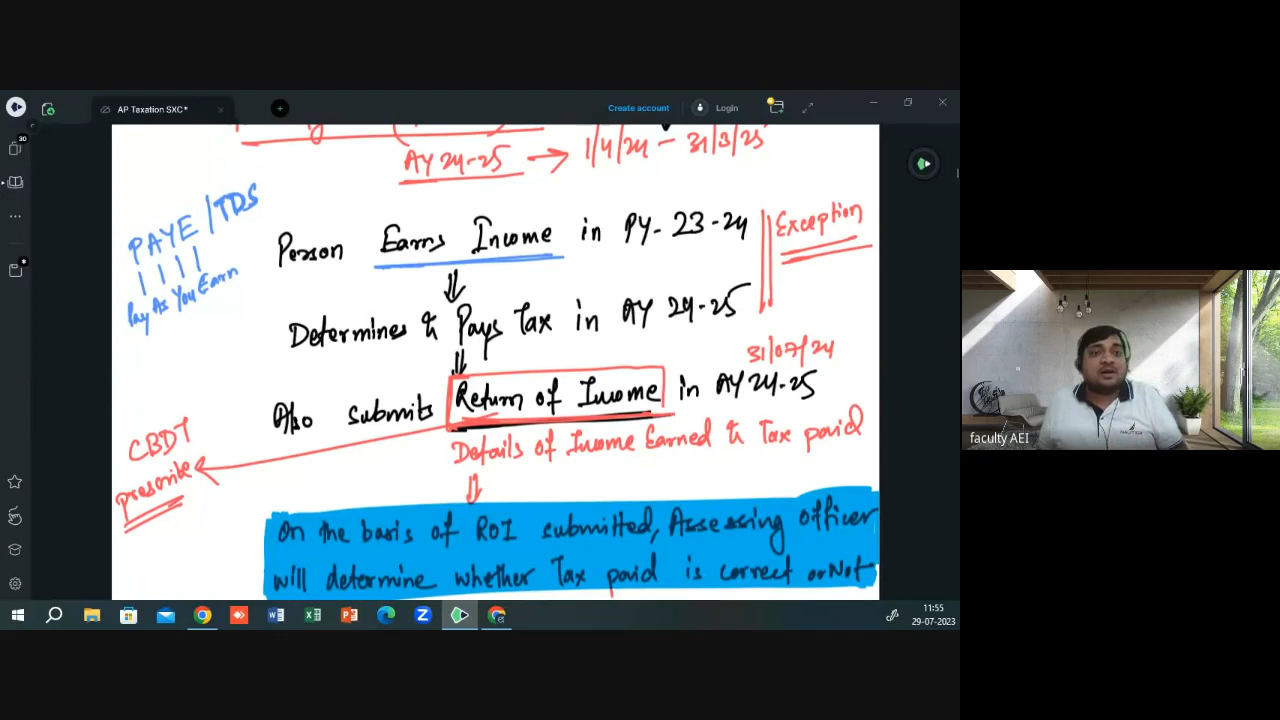 AP Taxation SXC*
Create account
Login
30
AY 24-25 → 1/4/24 - 31/3/25
PAYE / TDS
Pay As You Earn
Person Earns Income in PY- 23-24
Exception
Determines & Pays Tax in AY 24-25
31/07/24
Also submits Return of Income in AY 24-25
CBDT
prescribe
Details of Income Earned & Tax paid
On the basis of ROI submitted, Assessing Officer
will determine whether Tax paid is correct or Not
faculty AEI
NAUTICA
11:55
29-07-2023